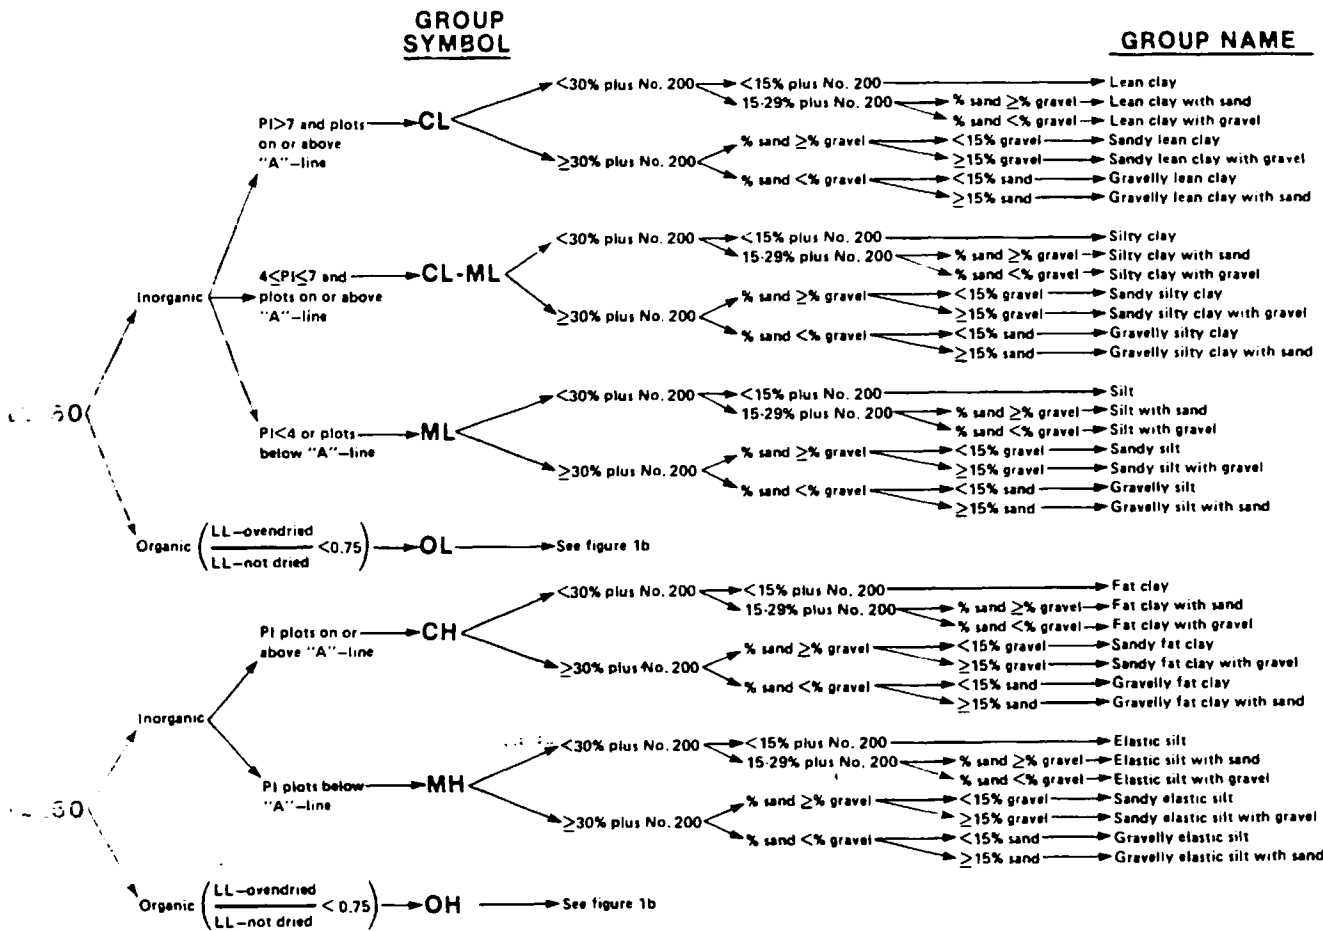 GROUP
SYMBOL
GROUP NAME
Inorganic
PI>7 and plots
on or above
"A"-line
CL
<30% plus No. 200
<15% plus No. 200
Lean clay
15-29% plus No. 200
% sand ≥% gravel
Lean clay with sand
% sand <% gravel
Lean clay with gravel
≥30% plus No. 200
% sand ≥% gravel
<15% gravel
Sandy lean clay
≥15% gravel
Sandy lean clay with gravel
% sand <% gravel
<15% sand
Gravelly lean clay
≥15% sand
Gravelly lean clay with sand
4≤PI≤7 and
plots on or above
"A"-line
CL-ML
<30% plus No. 200
<15% plus No. 200
Silty clay
15-29% plus No. 200
% sand ≥% gravel
Silty clay with sand
% sand <% gravel
Silty clay with gravel
≥30% plus No. 200
% sand ≥% gravel
<15% gravel
Sandy silty clay
≥15% gravel
Sandy silty clay with gravel
% sand <% gravel
<15% sand
Gravelly silty clay
≥15% sand
Gravelly silty clay with sand
PI<4 or plots
below "A"-line
ML
<30% plus No. 200
<15% plus No. 200
Silt
15-29% plus No. 200
% sand ≥% gravel
Silt with sand
% sand <% gravel
Silt with gravel
≥30% plus No. 200
% sand ≥% gravel
<15% gravel
Sandy silt
≥15% gravel
Sandy silt with gravel
% sand <% gravel
<15% sand
Gravelly silt
≥15% sand
Gravelly silt with sand
Organic (LL-ovendried
LL-not dried <0.75)
OL
See figure 1b
Inorganic
PI plots on or
above "A"-line
CH
<30% plus No. 200
<15% plus No. 200
Fat clay
15-29% plus No. 200
% sand ≥% gravel
Fat clay with sand
% sand <% gravel
Fat clay with gravel
≥30% plus No. 200
% sand ≥% gravel
<15% gravel
Sandy fat clay
≥15% gravel
Sandy fat clay with gravel
% sand <% gravel
<15% sand
Gravelly fat clay
≥15% sand
Gravelly fat clay with sand
PI plots below
"A"-line
MH
<30% plus No. 200
<15% plus No. 200
Elastic silt
15-29% plus No. 200
% sand ≥% gravel
Elastic silt with sand
% sand <% gravel
Elastic silt with gravel
≥30% plus No. 200
% sand ≥% gravel
<15% gravel
Sandy elastic silt
≥15% gravel
Sandy elastic silt with gravel
% sand <% gravel
<15% sand
Gravelly elastic silt
≥15% sand
Gravelly elastic silt with sand
Organic (LL-ovendried
LL-not dried <0.75)
OH
See figure 1b